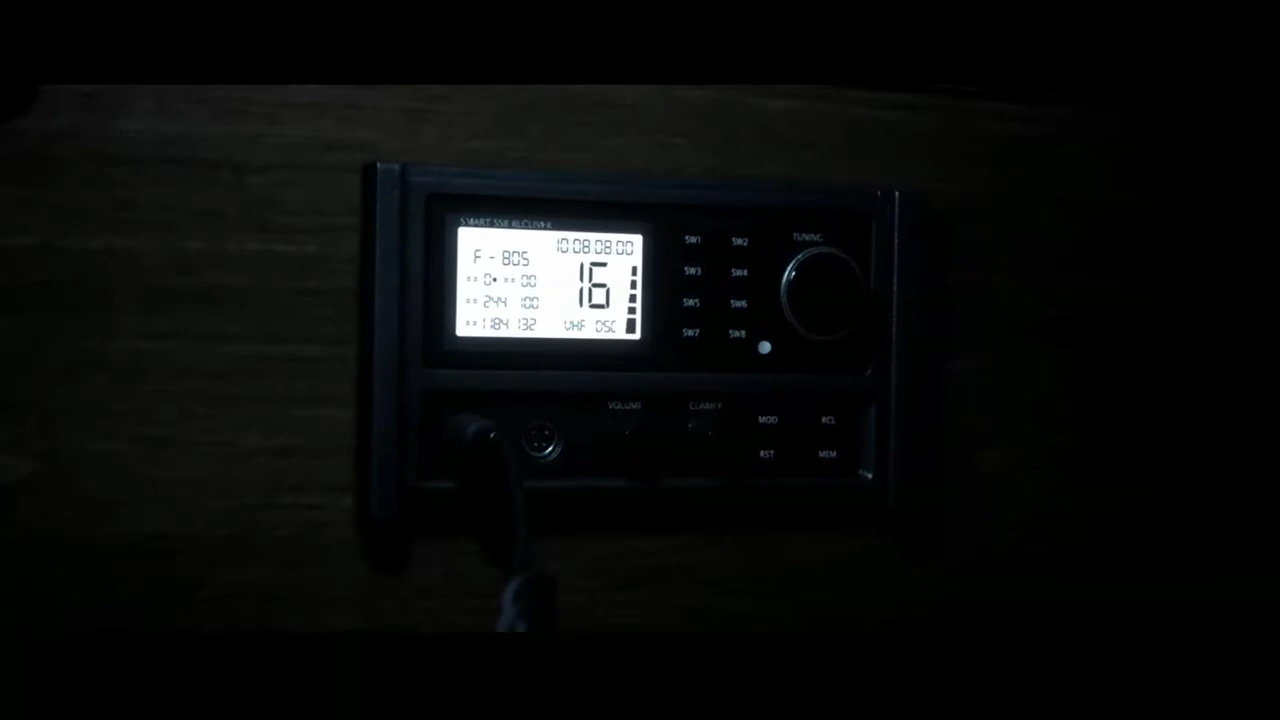 SMART SSB RECEIVER
10:08:08.00
F - 805
16
== 0• == 00
== 244 100
== 1184 132
VHF OSC
SW1 SW2
SW3 SW4
SW5 SW6
SW7 SW8
TUNING
VOLUME CLARITY
MOD RCL
RST MEM